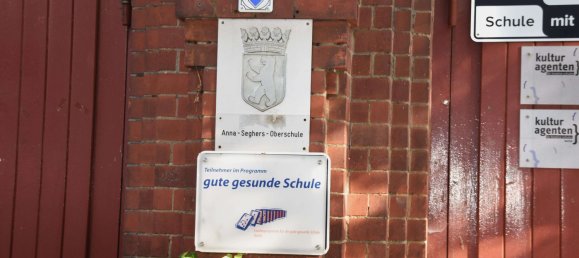 Schule mit
kultur
agenten
kultur
agenten
Anna - Seghers - Oberschule
Teilnehmer im Programm
gute gesunde Schule